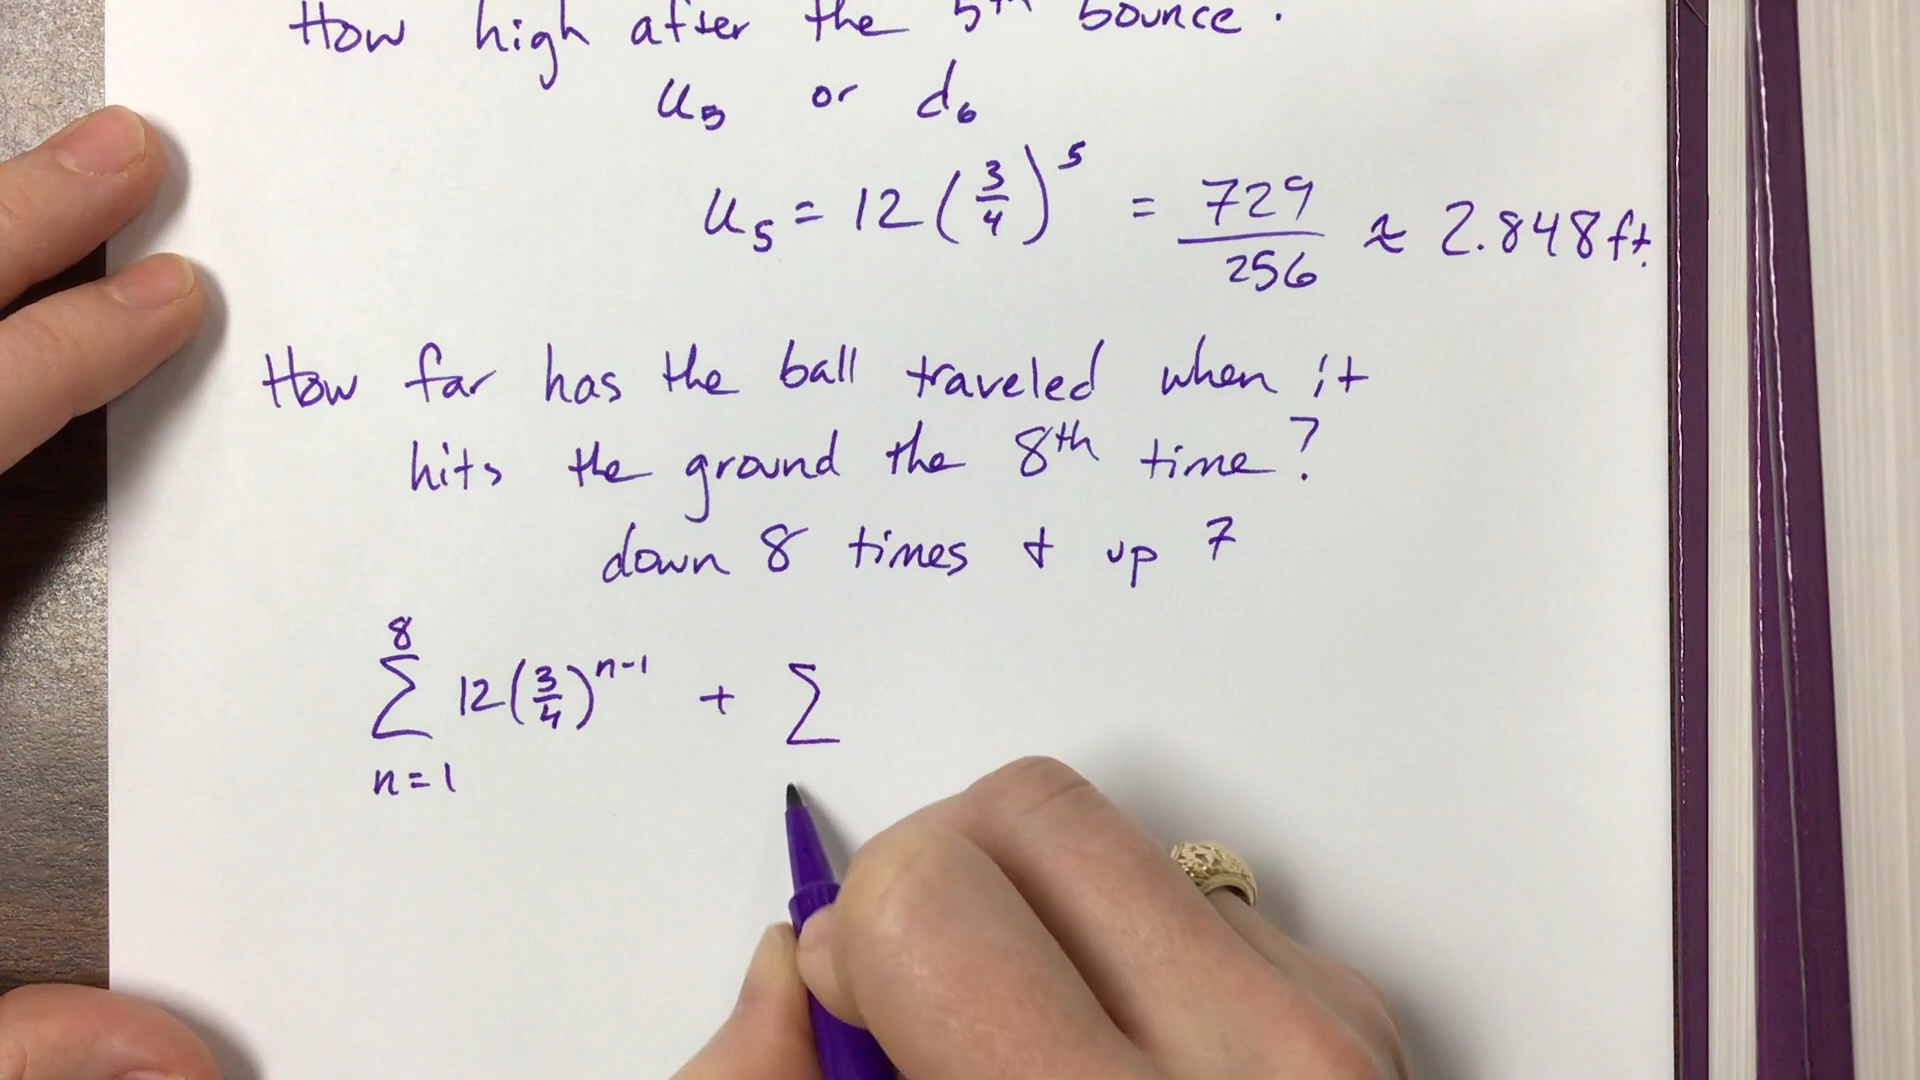 How high after the 5th bounce.
u₅ or d₆
u₅ = 12(3/4)⁵ = 729/256 ≈ 2.848 ft.
How far has the ball traveled when it
hits the ground the 8th time?
down 8 times + up 7
8
∑ 12(3/4)ⁿ⁻¹ + ∑
n=1